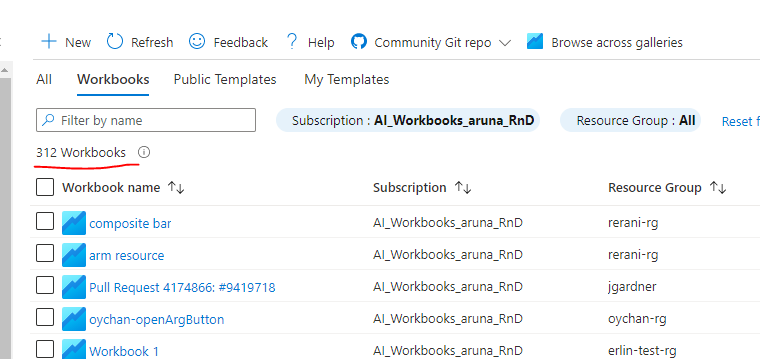 New Refresh Feedback Help Community Git repo Browse across galleries
All Workbooks Public Templates My Templates
Filter by name Subscription : AI_Workbooks_aruna_RnD Resource Group : All Reset f
312 Workbooks
Workbook name Subscription Resource Group
composite bar AI_Workbooks_aruna_RnD rerani-rg
arm resource AI_Workbooks_aruna_RnD rerani-rg
Pull Request 4174866: #9419718 AI_Workbooks_aruna_RnD jgardner
oychan-openArgButton AI_Workbooks_aruna_RnD oychan-rg
Workbook 1 AI_Workbooks_aruna_RnD erlin-test-rg